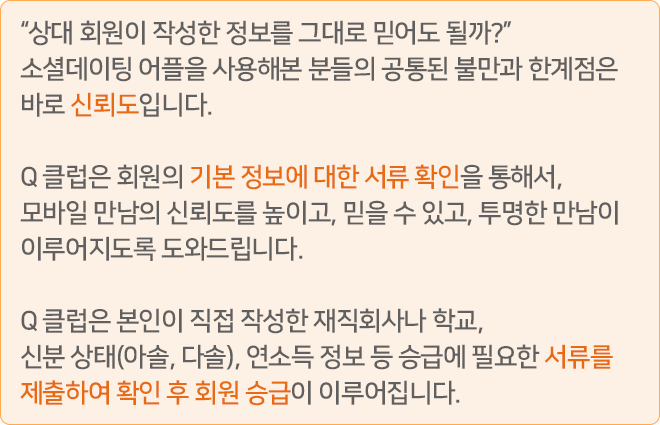 “상대 회원이 작성한 정보를 그대로 믿어도 될까?”
소셜데이팅 어플을 사용해본 분들의 공통된 불만과 한계점은
바로 신뢰도입니다.
Q 클럽은 회원의 기본 정보에 대한 서류 확인을 통해서,
모바일 만남의 신뢰도를 높이고, 믿을 수 있고, 투명한 만남이
이루어지도록 도와드립니다.
Q 클럽은 본인이 직접 작성한 재직회사나 학교,
신분 상태(아솔, 다솔), 연소득 정보 등 승급에 필요한 서류를
제출하여 확인 후 회원 승급이 이루어집니다.